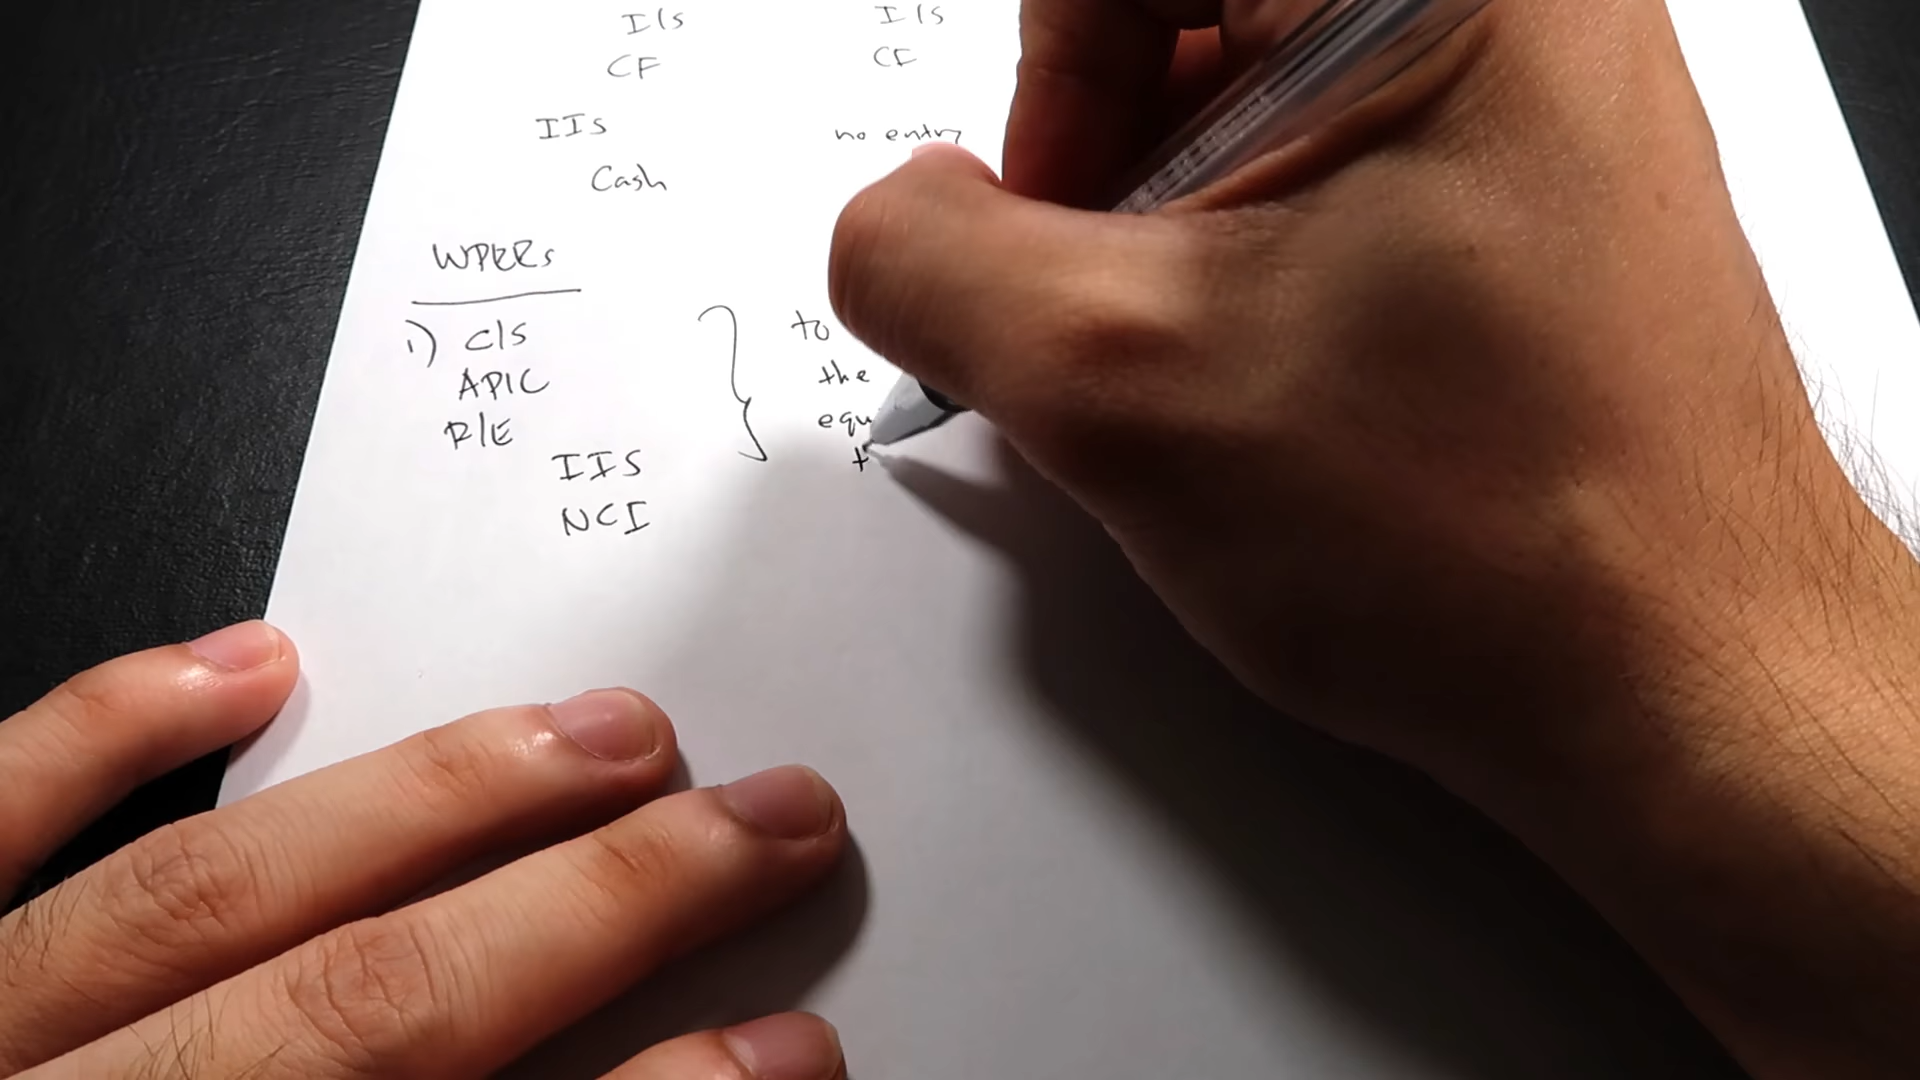 I/S I/S
CF CF
IIS no entry
Cash
WPERs
1) C/S to
APIC the
R/E
IIS
NCI